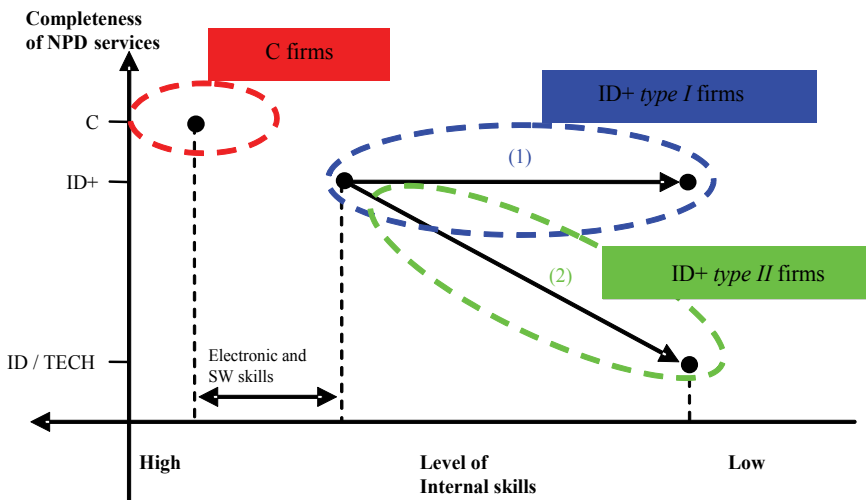 Completeness
of NPD services
C firms
ID+ type I firms
C
(1)
ID+
ID+ type II firms
(2)
ID / TECH
Electronic and
SW skills
High
Level of
Internal skills
Low